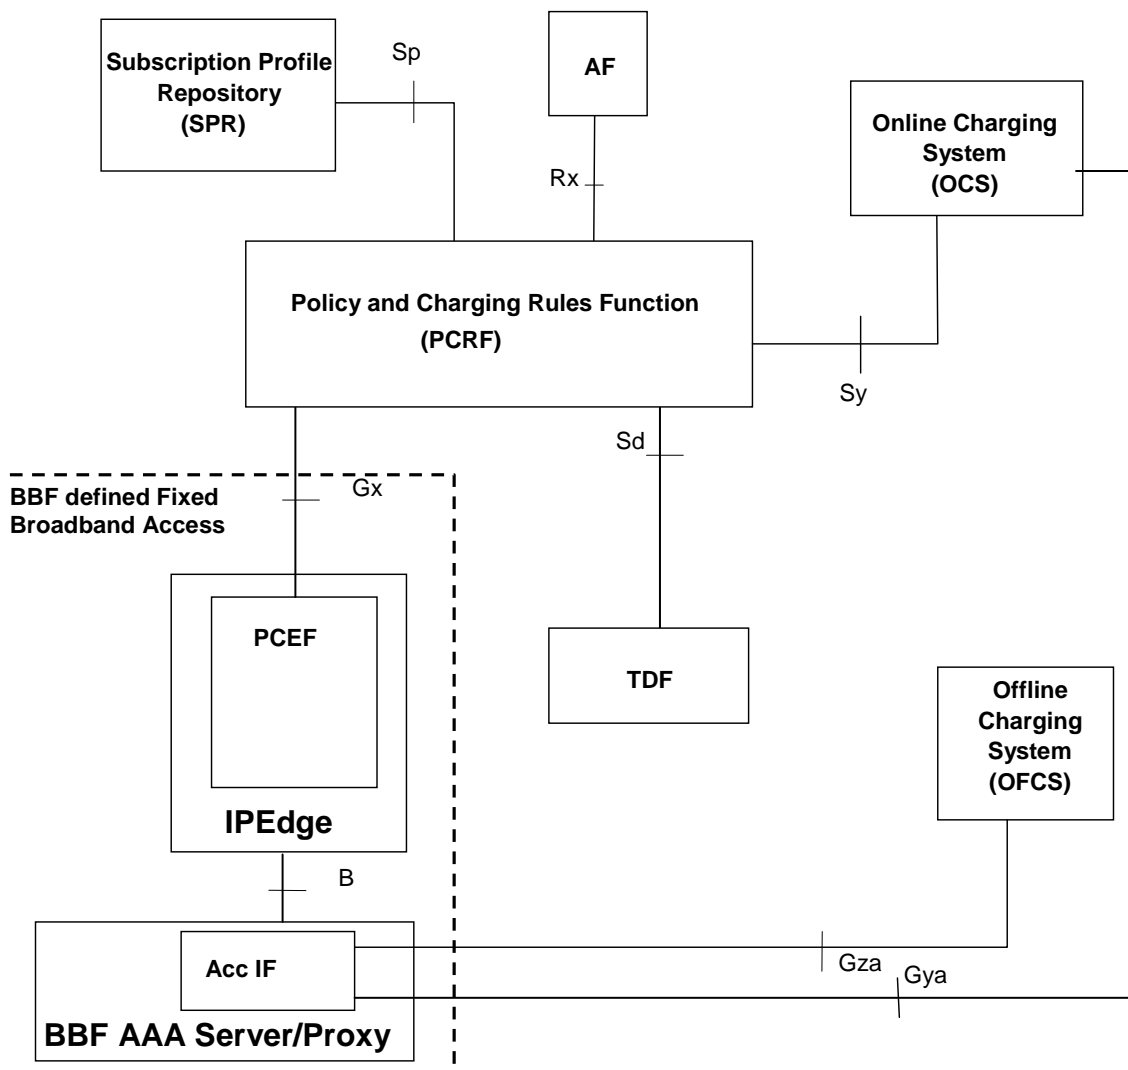 Subscription Profile
Repository
(SPR)
Sp
AF
Rx
Online Charging
System
(OCS)
Policy and Charging Rules Function
(PCRF)
Sy
Sd
Gx
BBF defined Fixed
Broadband Access
PCEF
IPEdge
TDF
Offline
Charging
System
(OFCS)
B
Acc IF
BBF AAA Server/Proxy
Gza
Gya